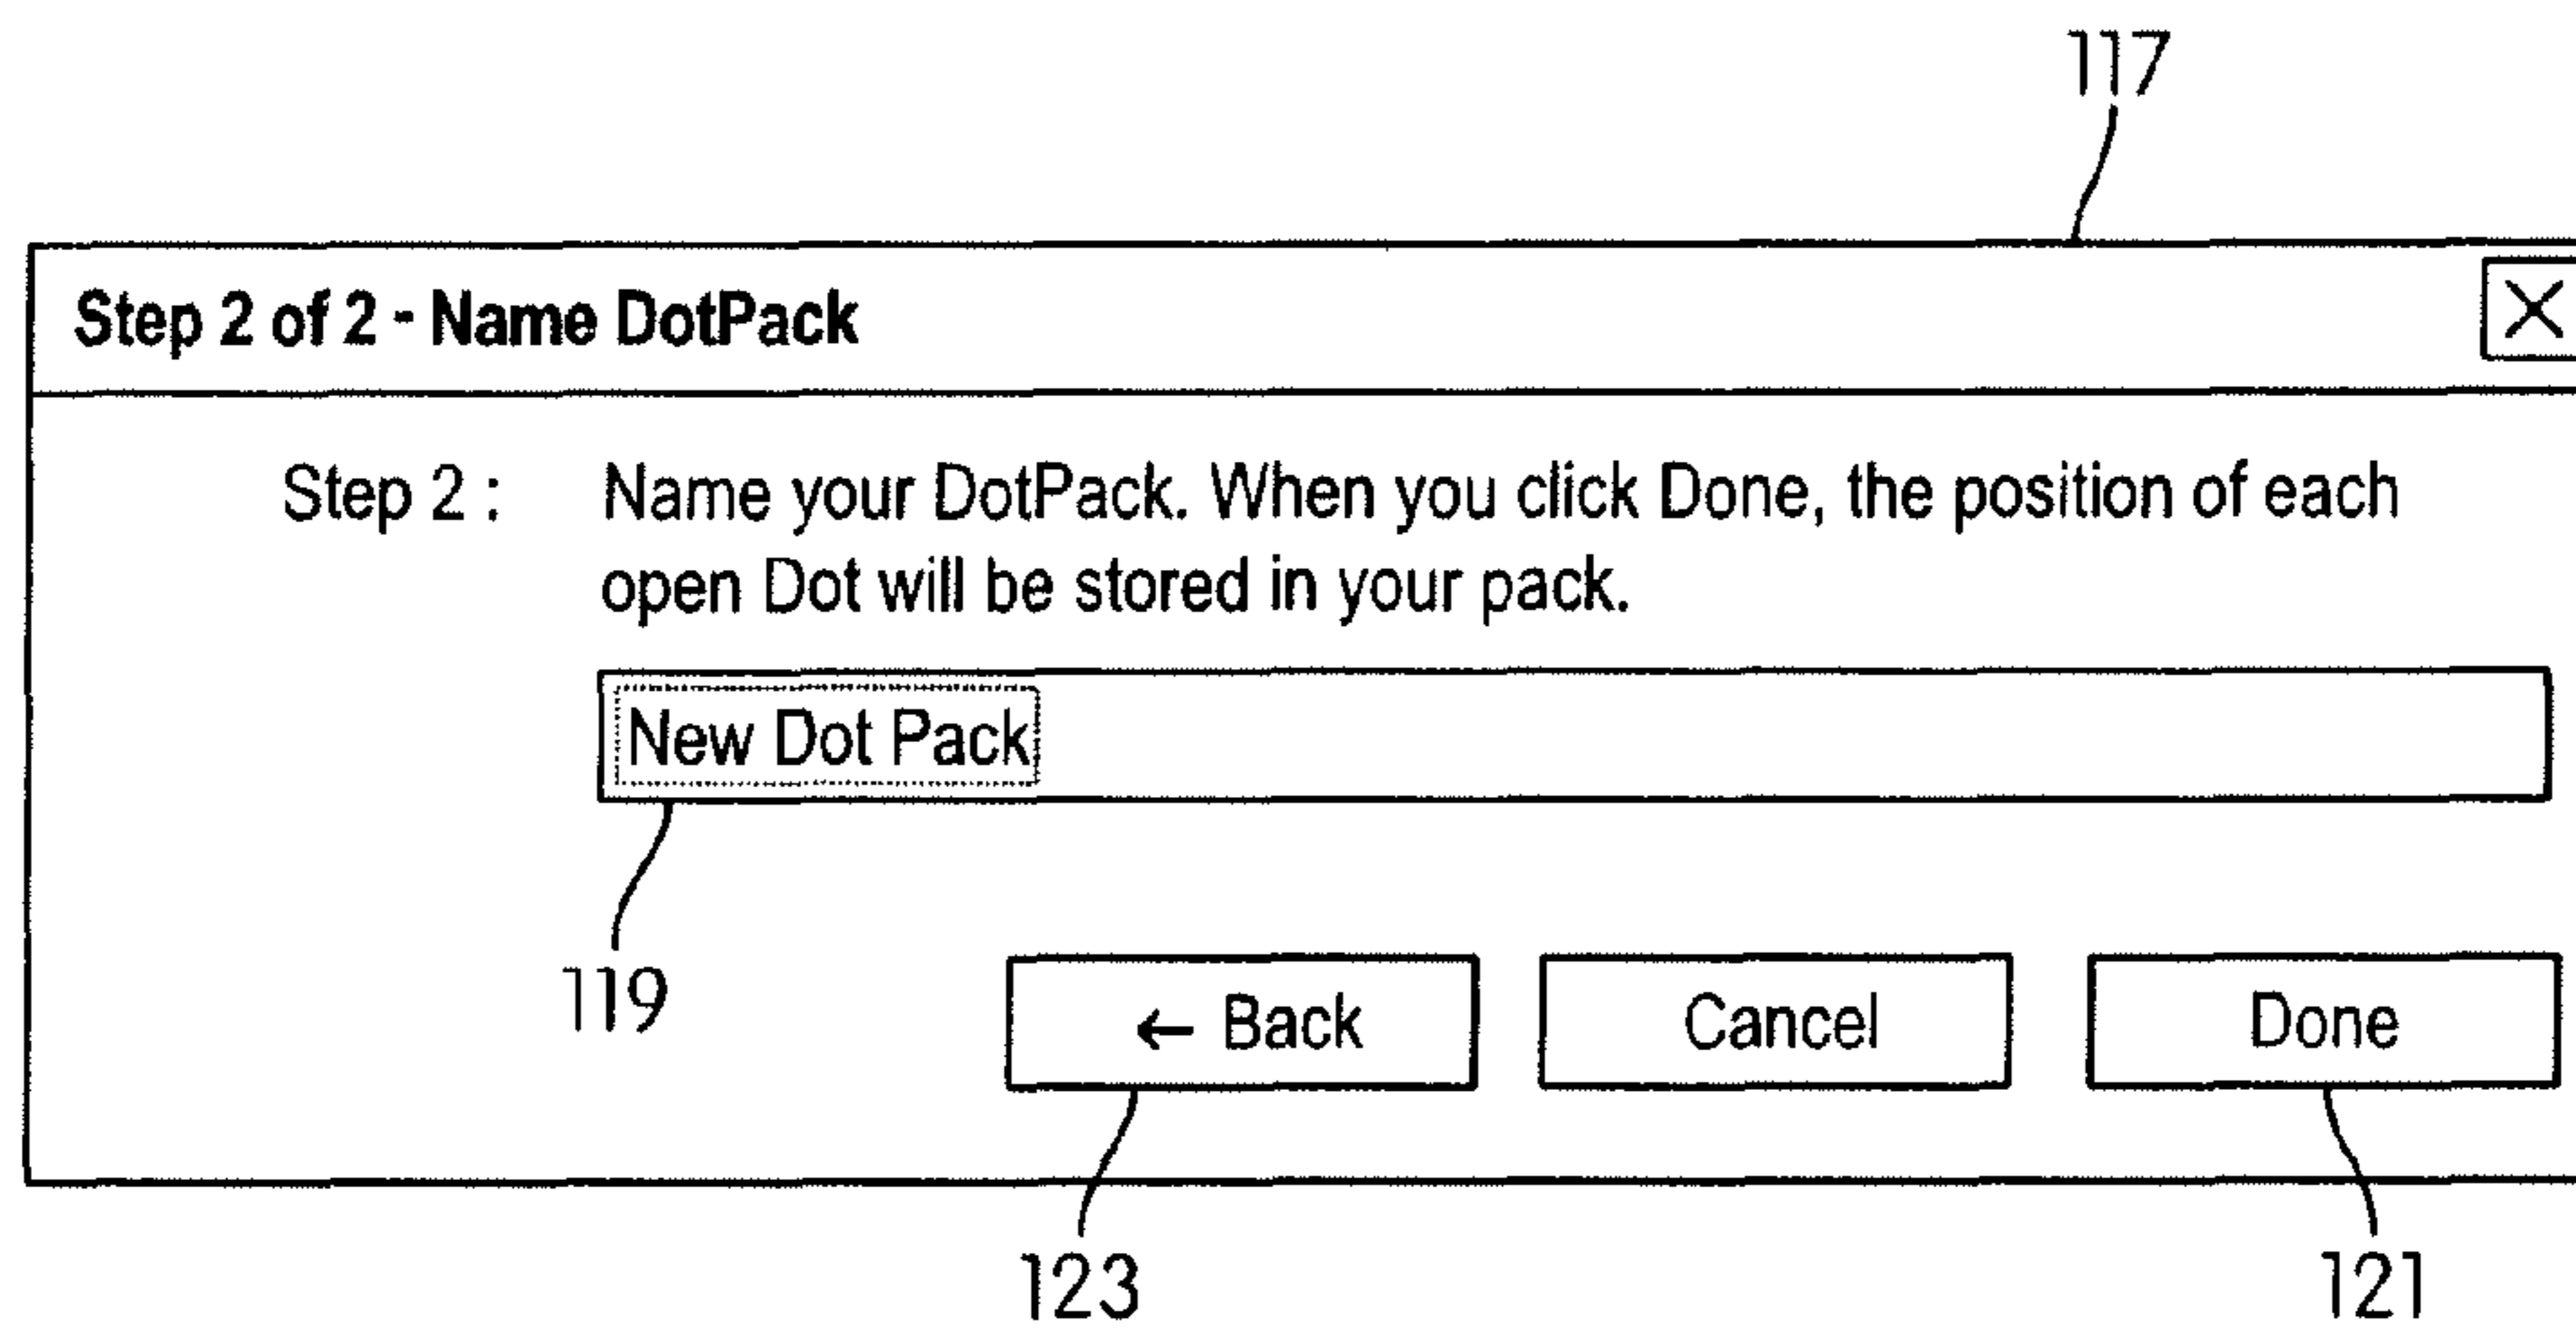 117
Step 2 of 2 - Name DotPack
Step 2 : Name your DotPack. When you click Done, the position of each
open Dot will be stored in your pack.
New Dot Pack
119
← Back Cancel Done
123 121